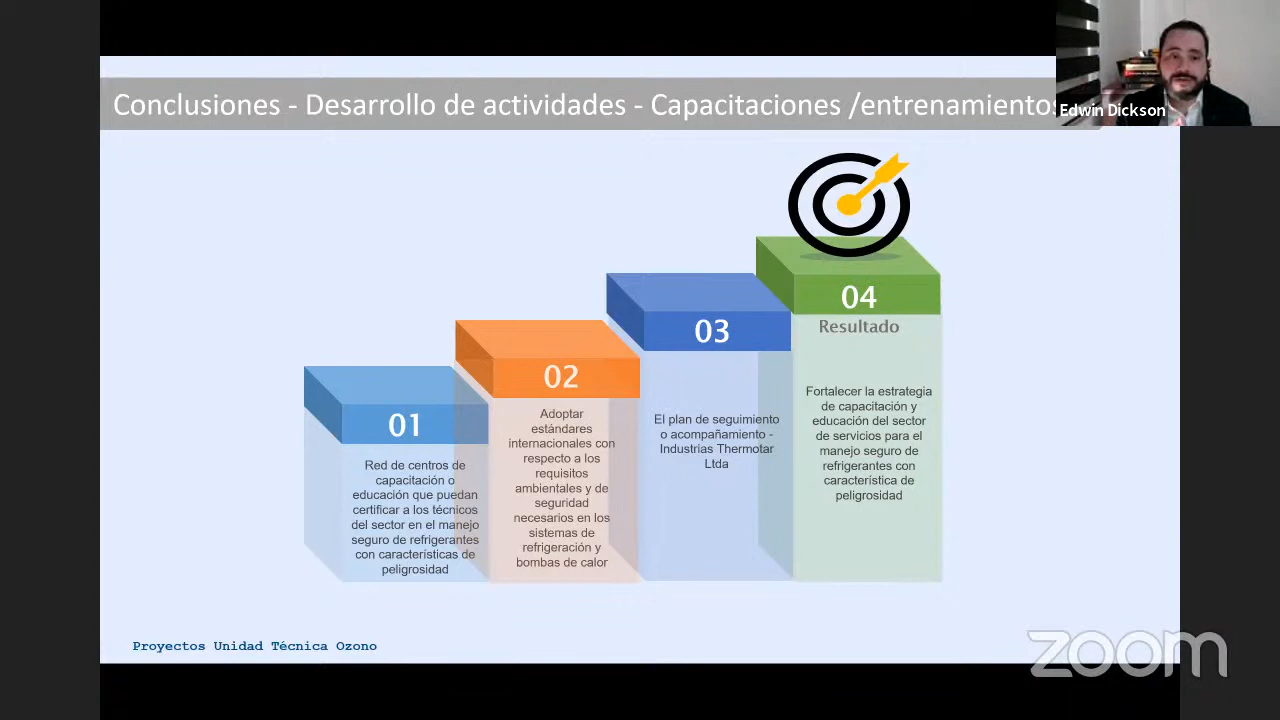 Conclusiones - Desarrollo de actividades - Capacitaciones /entrenamientos
Edwin Dickson
01
Red de centros de
capacitación o
educación que puedan
certificar a los técnicos
del sector en el manejo
seguro de refrigerantes
con características de
peligrosidad
02
Adoptar
estándares
internacionales con
respecto a los
requisitos
ambientales y de
seguridad
necesarios en los
sistemas de
refrigeración y
bombas de calor
03
El plan de seguimiento
o acompañamiento -
Industrias Thermotar
Ltda
04
Resultado
Fortalecer la estrategia
de capacitación y
educación del sector
de servicios para el
manejo seguro de
refrigerantes con
característica de
peligrosidad
Proyectos Unidad Técnica Ozono
zoom